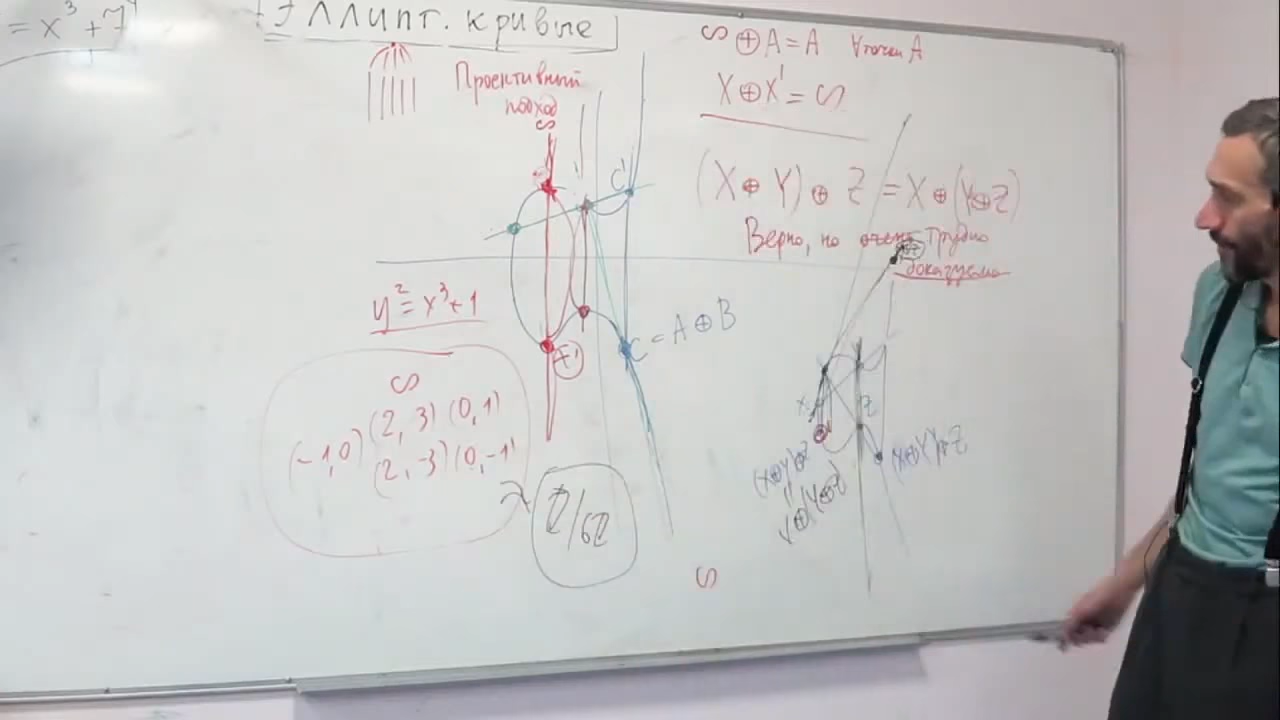 = x³ + 7⁴
Эллипт. кривые
Проективный
подход
∞
∞ ⊕ A = A ∀ точки A
X ⊕ X' = ∞
(X ⊕ Y) ⊕ Z = X ⊕ (Y ⊕ Z)
Верно, но очень трудно
доказуемо
C'
y² = x³ + 1
C = A ⊕ B
∞
(-1,0) (2, 3) (0, 1)
(2, -3) (0, -1)
≃ ℤ/6ℤ
X
Z
(X⊕Y)⊕Z
(X⊕Y)⊕Z
∞